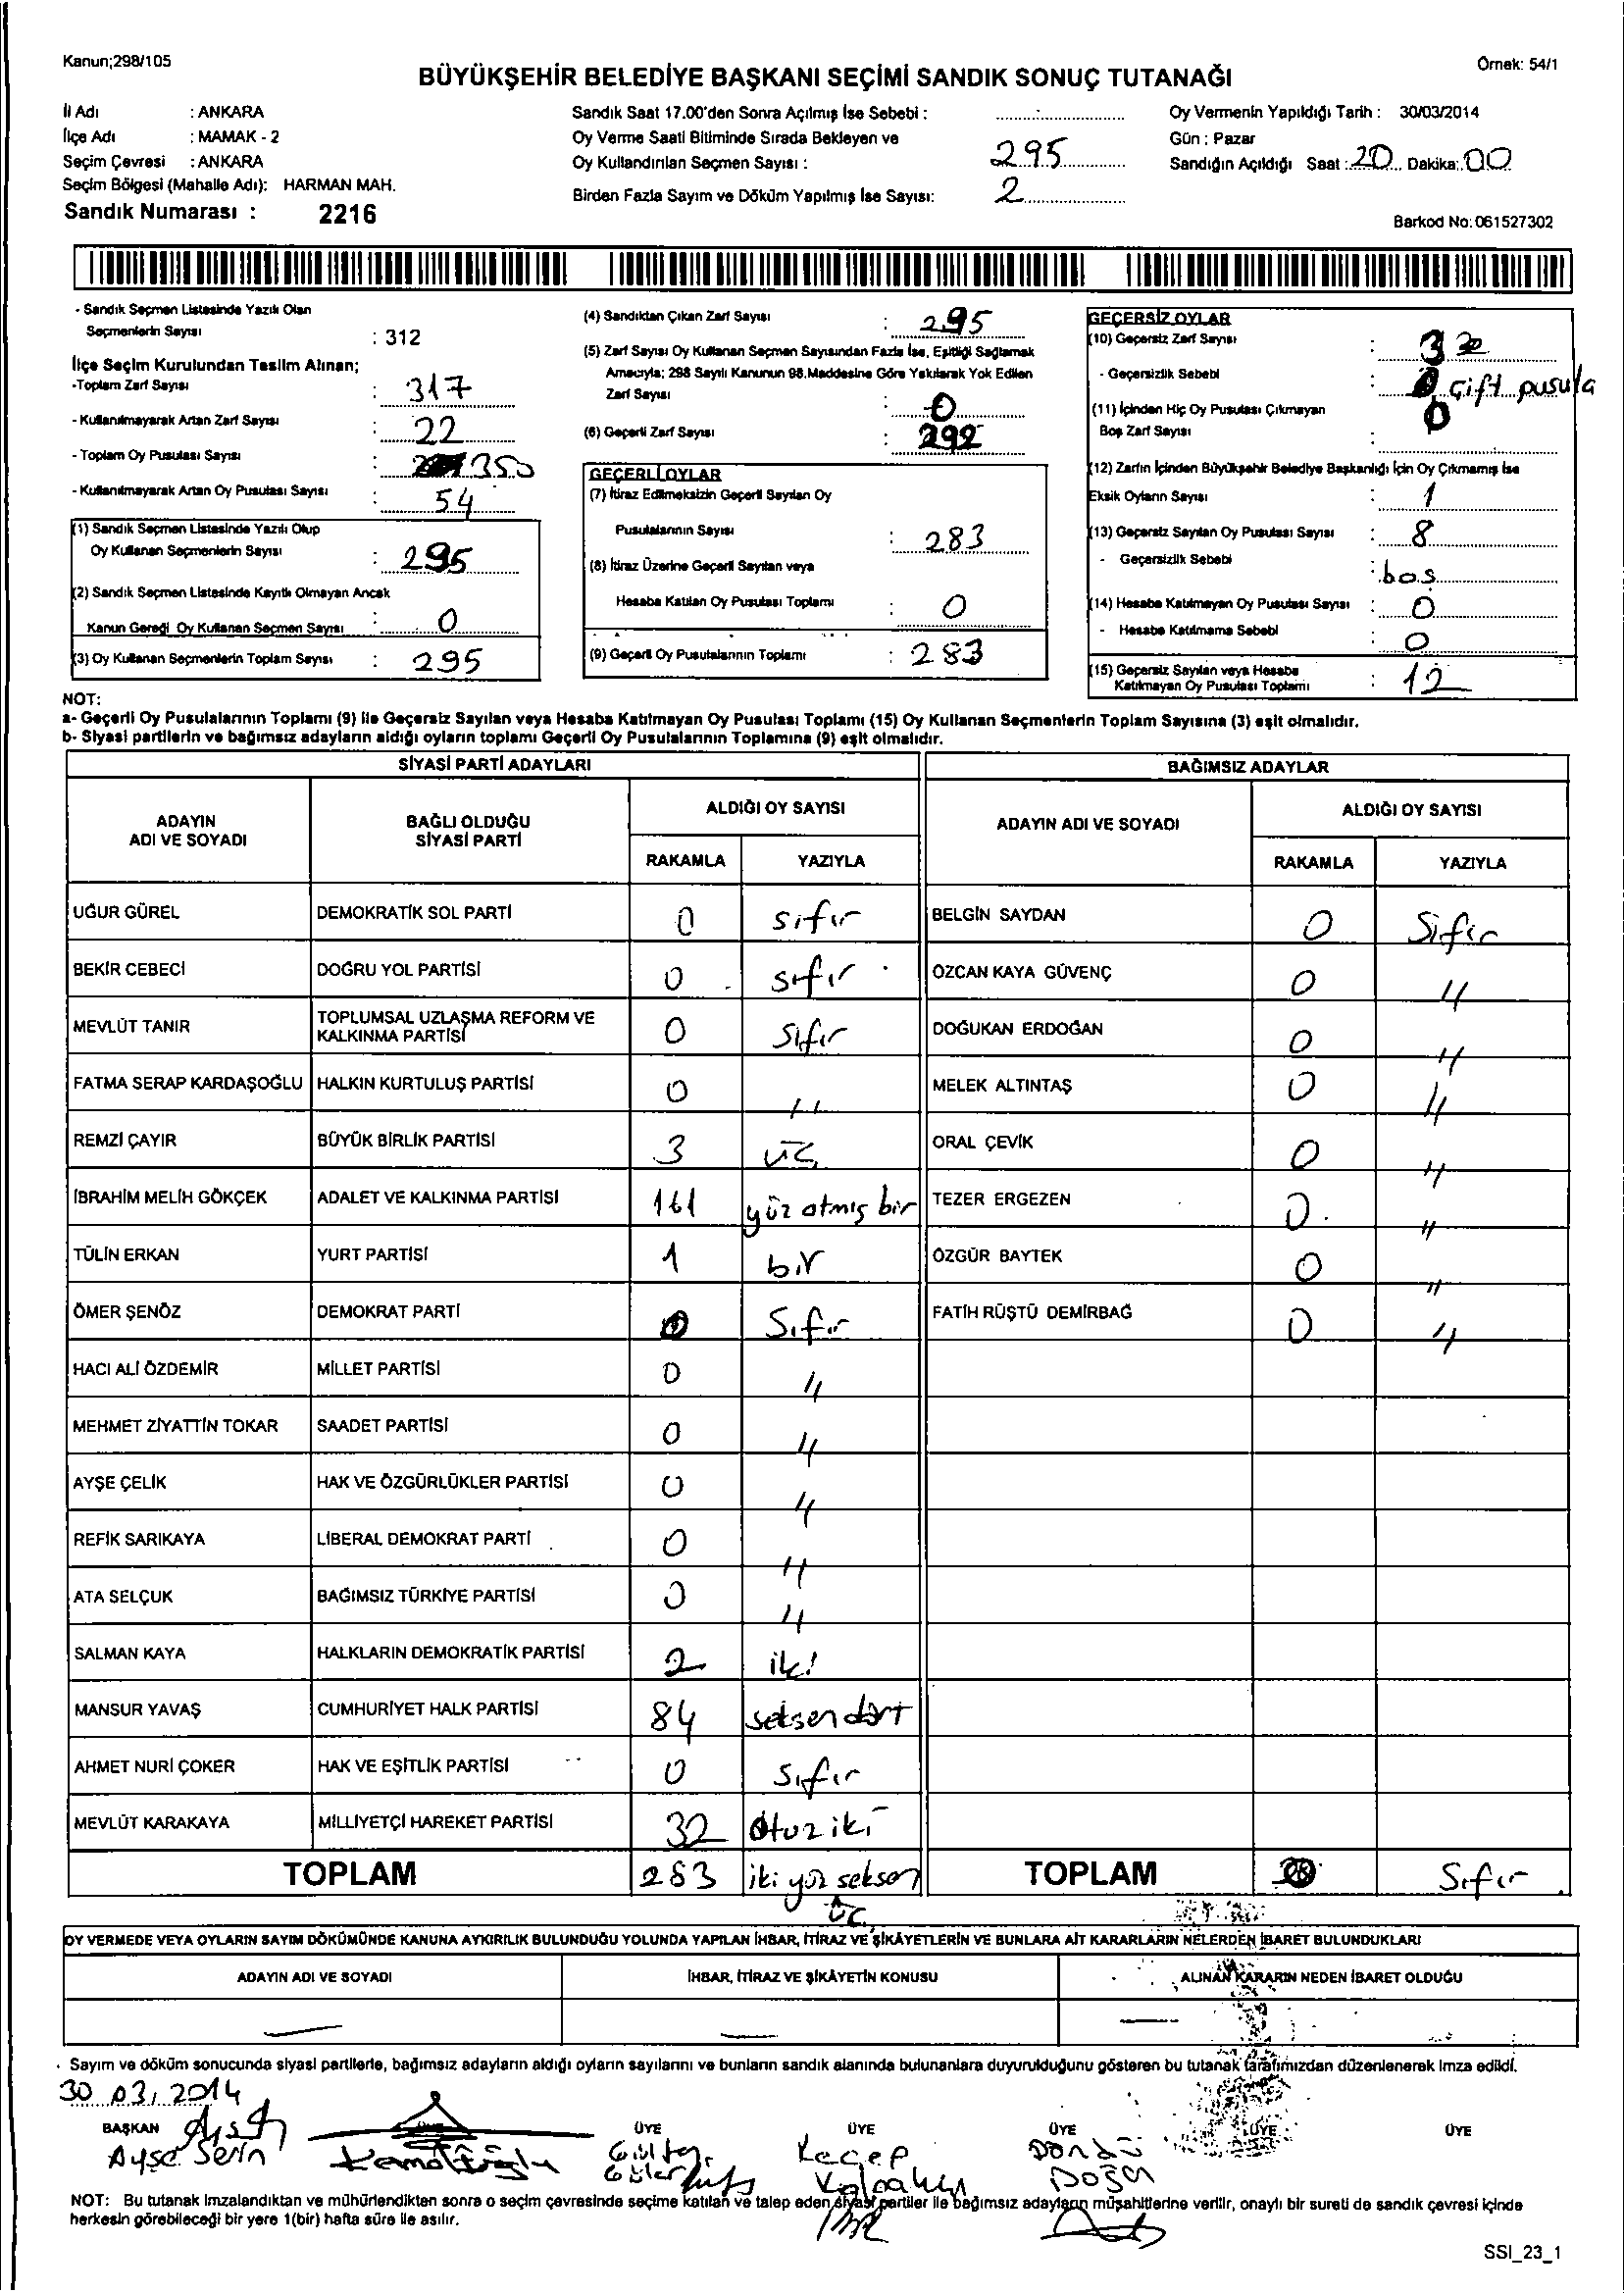 Kanun;298/105
Örnek: 54/1
BÜYÜKŞEHİR BELEDİYE BAŞKANI SEÇİMİ SANDIK SONUÇ TUTANAĞI
İl Adı : ANKARA
İlçe Adı : MAMAK - 2
Seçim Çevresi : ANKARA
Seçim Bölgesi (Mahalle Adı): HARMAN MAH.
Sandık Numarası : 2216
Sandık Saat 17.00'den Sonra Açılmış İse Sebebi :
Oy Verme Saati Bitiminde Sırada Bekleyen ve
Oy Kullandırılan Seçmen Sayısı : 295
Birden Fazla Sayım ve Döküm Yapılmış İse Sayısı: 2
Oy Vermenin Yapıldığı Tarih : 30/03/2014
Gün : Pazar
Sandığın Açıldığı Saat : 20 Dakika: 00
Barkod No: 061527302
- Sandık Seçmen Listesinde Yazılı Olan
Seçmenlerin Sayısı : 312
İlçe Seçim Kurulundan Teslim Alınan;
-Toplam Zarf Sayısı : 317
- Kullanılmayarak Artan Zarf Sayısı : 22
- Toplam Oy Pusulası Sayısı : 350
- Kullanılmayarak Artan Oy Pusulası Sayısı : 54
(1) Sandık Seçmen Listesinde Yazılı Olup
Oy Kullanan Seçmenlerin Sayısı : 295
(2) Sandık Seçmen Listesinde Kayıtlı Olmayan Ancak
Kanun Gereği Oy Kullanan Seçmen Sayısı : 0
(3) Oy Kullanan Seçmenlerin Toplam Sayısı : 295
(4) Sandıktan Çıkan Zarf Sayısı : 295
(5) Zarf Sayısı Oy Kullanan Seçmen Sayısından Fazla İse, Eşitliği Sağlamak
Amacıyla; 298 Sayılı Kanunun 98.Maddesine Göre Yakılarak Yok Edilen
Zarf Sayısı : 0
(6) Geçerli Zarf Sayısı : 292
GEÇERLİ OYLAR
(7) İtiraz Edilmeksizin Geçerli Sayılan Oy
Pusulalarının Sayısı : 283
(8) İtiraz Üzerine Geçerli Sayılan veya
Hesaba Katılan Oy Pusulası Toplamı : 0
(9) Geçerli Oy Pusulalarının Toplamı : 283
GEÇERSİZ OYLAR
(10) Geçersiz Zarf Sayısı : 3
- Geçersizlik Sebebi : çift pusula
(11) İçinden Hiç Oy Pusulası Çıkmayan 0
Boş Zarf Sayısı :
(12) Zarfın İçinden Büyükşehir Belediye Başkanlığı İçin Oy Çıkmamış İse
Eksik Oyların Sayısı : 1
(13) Geçersiz Sayılan Oy Pusulası Sayısı : 8
- Geçersizlik Sebebi : bos
(14) Hesaba Katılmayan Oy Pusulası Sayısı : 0
- Hesaba Katılmama Sebebi : 0
(15) Geçersiz Sayılan veya Hesaba
Katılmayan Oy Pusulası Toplamı : 12
NOT:
a- Geçerli Oy Pusulalarının Toplamı (9) ile Geçersiz Sayılan veya Hesaba Katılmayan Oy Pusulası Toplamı (15) Oy Kullanan Seçmenlerin Toplam Sayısına (3) eşit olmalıdır.
b- Siyasi partilerin ve bağımsız adayların aldığı oyların toplamı Geçerli Oy Pusulalarının Toplamına (9) eşit olmalıdır.
SİYASİ PARTİ ADAYLARI
BAĞIMSIZ ADAYLAR
ADAYIN
ADI VE SOYADI
BAĞLI OLDUĞU
SİYASİ PARTİ
ALDIĞI OY SAYISI
RAKAMLA YAZIYLA
ADAYIN ADI VE SOYADI
ALDIĞI OY SAYISI
RAKAMLA YAZIYLA
UĞUR GÜREL DEMOKRATİK SOL PARTİ 0 sıfır BELGİN SAYDAN 0 Sıfır
BEKİR CEBECİ DOĞRU YOL PARTİSİ 0 sıfır ÖZCAN KAYA GÜVENÇ 0 "
MEVLÜT TANIR TOPLUMSAL UZLAŞMA REFORM VE
KALKINMA PARTİSİ 0 Sıfır DOĞUKAN ERDOĞAN 0 "
FATMA SERAP KARDAŞOĞLU HALKIN KURTULUŞ PARTİSİ 0 " MELEK ALTINTAŞ 0 "
REMZİ ÇAYIR BÜYÜK BİRLİK PARTİSİ 3 üç ORAL ÇEVİK 0 "
İBRAHİM MELİH GÖKÇEK ADALET VE KALKINMA PARTİSİ 161 yüz atmış bir TEZER ERGEZEN 0 "
TÜLİN ERKAN YURT PARTİSİ 1 bir ÖZGÜR BAYTEK 0 "
ÖMER ŞENÖZ DEMOKRAT PARTİ 0 Sıfır FATİH RÜŞTÜ DEMİRBAĞ 0 "
HACI ALİ ÖZDEMİR MİLLET PARTİSİ 0 "
MEHMET ZİYATTİN TOKAR SAADET PARTİSİ 0 "
AYŞE ÇELİK HAK VE ÖZGÜRLÜKLER PARTİSİ 0 "
REFİK SARIKAYA LİBERAL DEMOKRAT PARTİ 0 "
ATA SELÇUK BAĞIMSIZ TÜRKİYE PARTİSİ 0 "
SALMAN KAYA HALKLARIN DEMOKRATİK PARTİSİ 2 iki
MANSUR YAVAŞ CUMHURİYET HALK PARTİSİ 84 seksen dört
AHMET NURİ ÇOKER HAK VE EŞİTLİK PARTİSİ 0 Sıfır
MEVLÜT KARAKAYA MİLLİYETÇİ HAREKET PARTİSİ 32 Otuz iki
TOPLAM 283 iki yüz seksen üç TOPLAM Sıfır
OY VERMEDE VEYA OYLARIN SAYIM DÖKÜMÜNDE KANUNA AYKIRILIK BULUNDUĞU YOLUNDA YAPILAN İHBAR, İTİRAZ VE ŞİKÂYETLERİN VE BUNLARA AİT KARARLARIN NELERDEN İBARET BULUNDUKLARI
ADAYIN ADI VE SOYADI İHBAR, İTİRAZ VE ŞİKÂYETİN KONUSU ALINAN KARARIN NEDEN İBARET OLDUĞU
Sayım ve döküm sonucunda siyasi partilerle, bağımsız adayların aldığı oyların sayılarını ve bunların sandık alanında bulunanlara duyurulduğunu gösteren bu tutanak tarafımızdan düzenlenerek imza edildi.
30.03.2014
BAŞKAN ÜYE ÜYE ÜYE ÜYE ÜYE
Ayşe Serin
Recep
Döndü
Doğan
NOT: Bu tutanak imzalandıktan ve mühürlendikten sonra o seçim çevresinde seçime katılan ve talep eden siyasi partiler ile bağımsız adayların müşahitlerine verilir, onaylı bir sureti de sandık çevresi içinde
herkesin görebileceği bir yere 1(bir) hafta süre ile asılır.
SSI_23_1